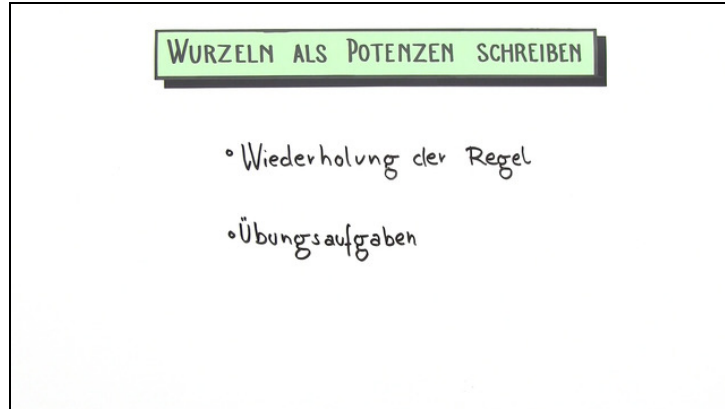 WURZELN ALS POTENZEN SCHREIBEN
• Wiederholung der Regel
• Übungsaufgaben